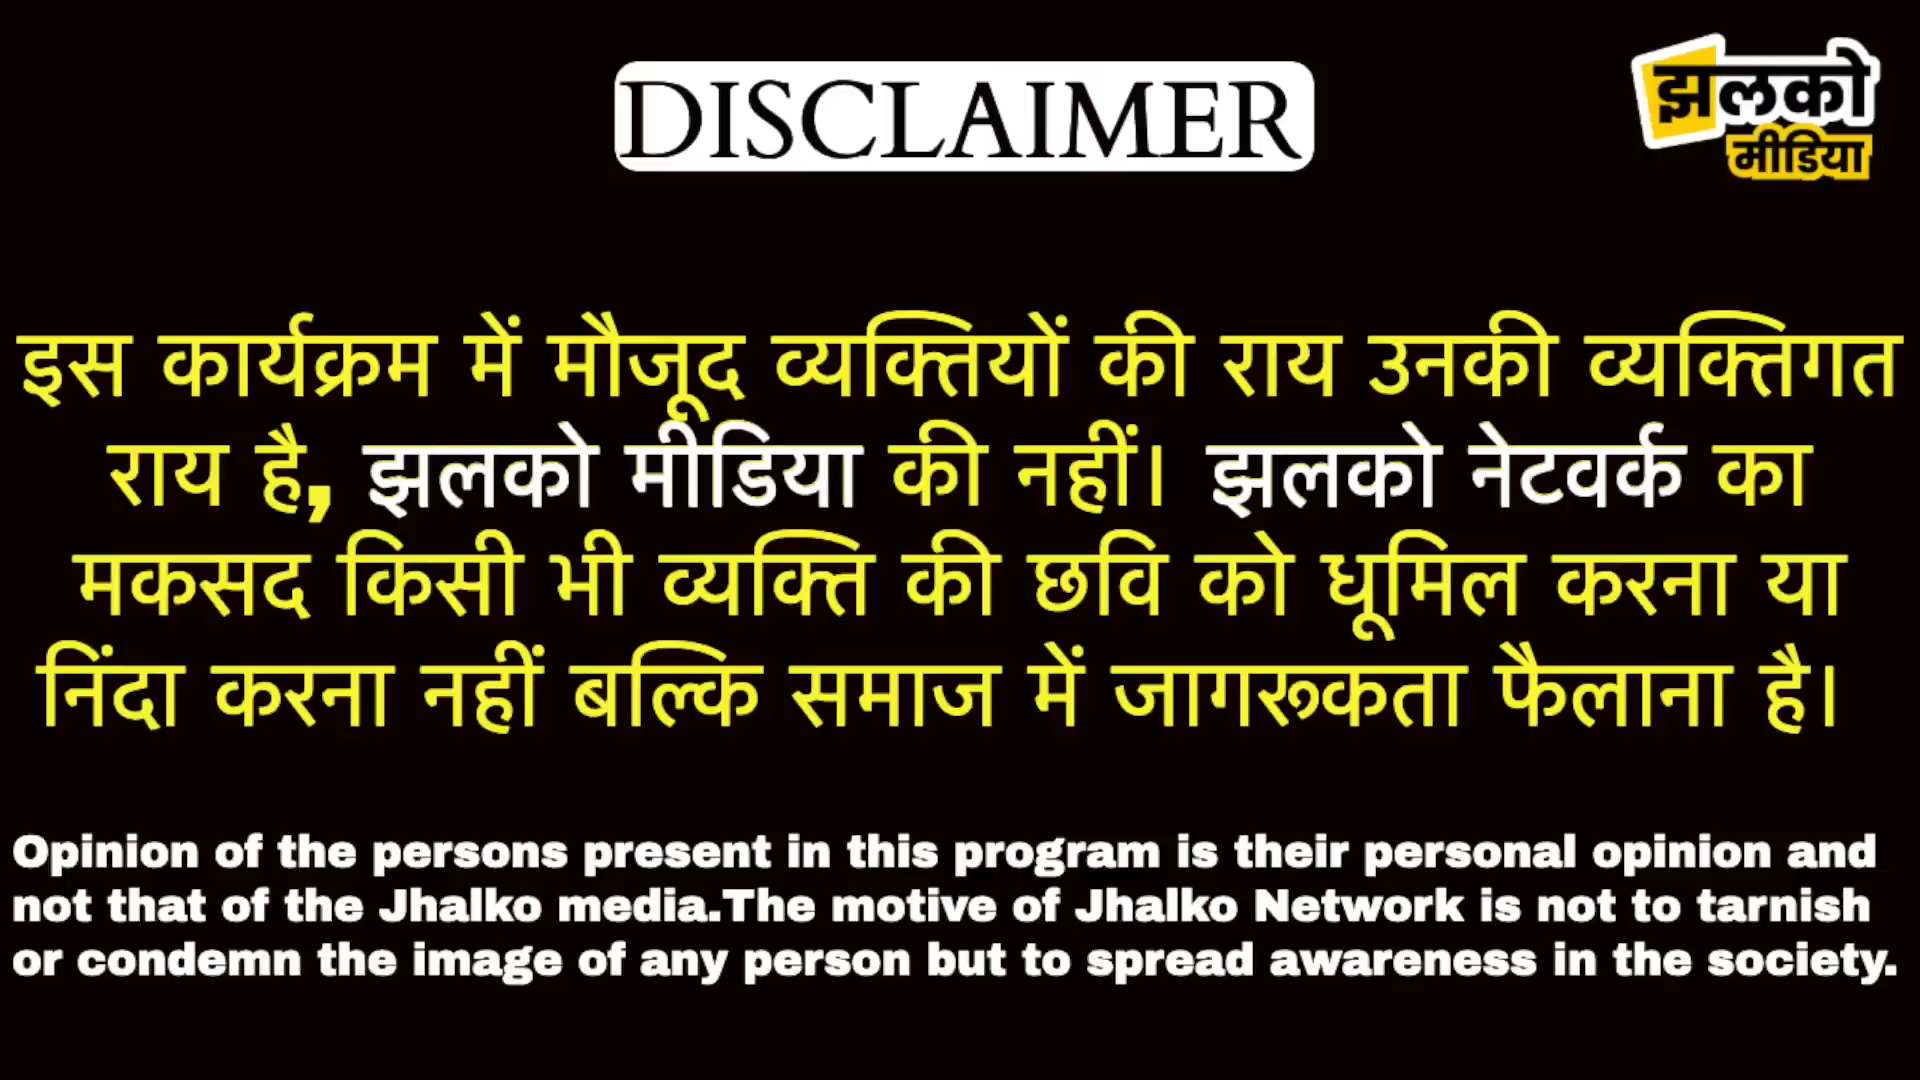 DISCLAIMER
झलको
मीडिया
इस कार्यक्रम में मौजूद व्यक्तियों की राय उनकी व्यक्तिगत
राय है, झलको मीडिया की नहीं। झलको नेटवर्क का
मकसद किसी भी व्यक्ति की छवि को धूमिल करना या
निंदा करना नहीं बल्कि समाज में जागरूकता फैलाना है।
Opinion of the persons present in this program is their personal opinion and
not that of the Jhalko media.The motive of Jhalko Network is not to tarnish
or condemn the image of any person but to spread awareness in the society.